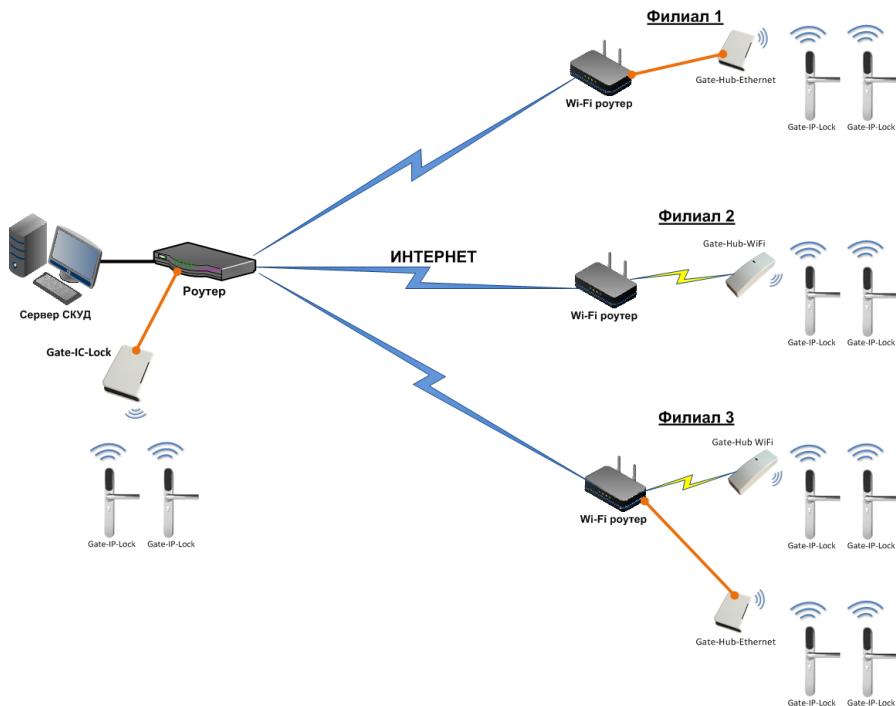 Филиал 1
Wi-Fi роутер
Gate-Hub-Ethernet
Gate-IP-Lock
Gate-IP-Lock
Филиал 2
Gate-Hub-WiFi
ИНТЕРНЕТ
Сервер СКУД
Роутер
Wi-Fi роутер
Gate-IP-Lock
Gate-IP-Lock
Gate-IC-Lock
Филиал 3
Gate-Hub WiFi
Wi-Fi роутер
Gate-IP-Lock
Gate-IP-Lock
Gate-IP-Lock
Gate-IP-Lock
Gate-Hub-Ethernet
Gate-IP-Lock
Gate-IP-Lock